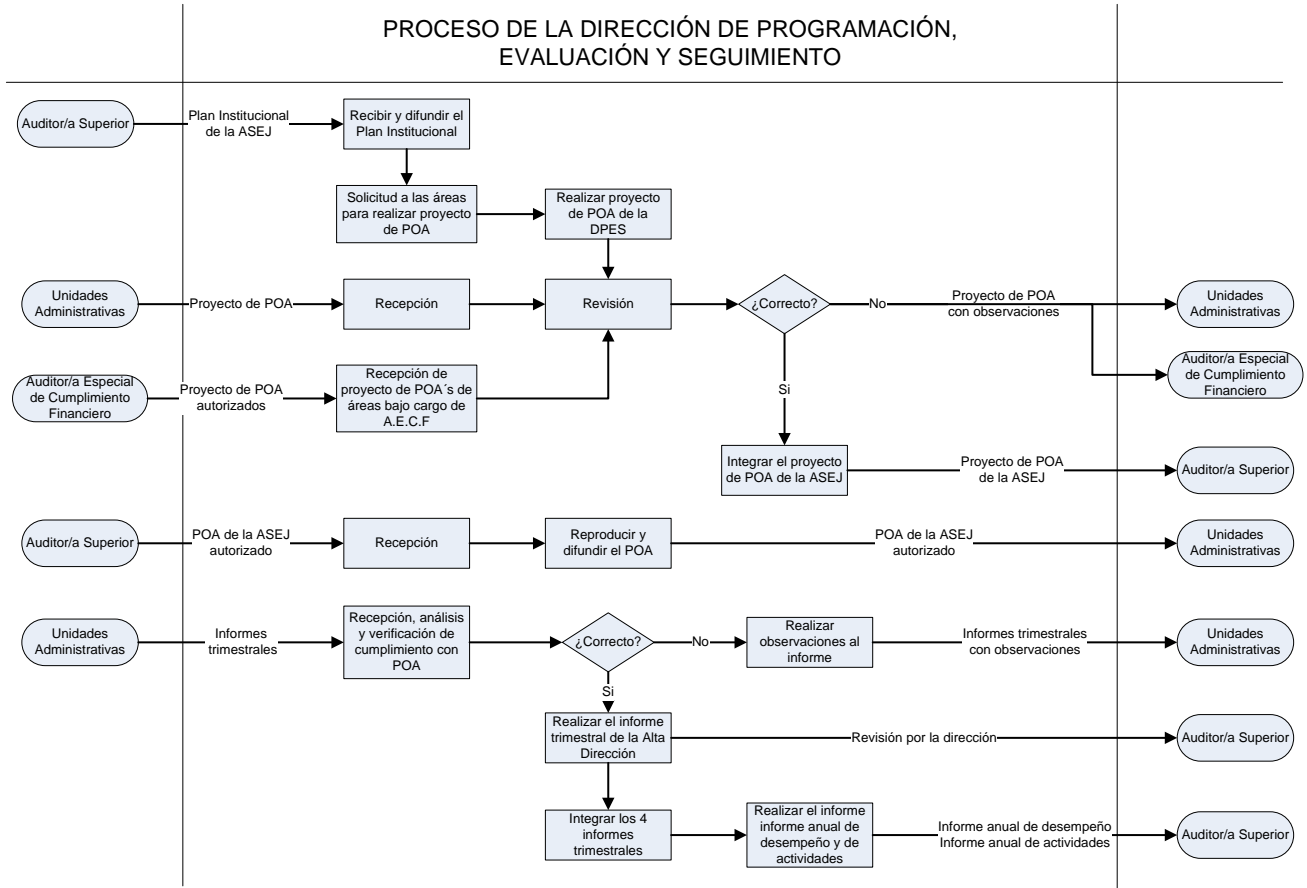 PROCESO DE LA DIRECCIÓN DE PROGRAMACIÓN,
EVALUACIÓN Y SEGUIMIENTO
Auditor/a Superior
Plan Institucional
de la ASEJ
Recibir y difundir el
Plan Institucional
Solicitud a las áreas
para realizar proyecto
de POA
Realizar proyecto
de POA de la
DPES
Unidades
Administrativas
Proyecto de POA
Recepción
Revisión
¿Correcto?
No
Proyecto de POA
con observaciones
Unidades
Administrativas
Auditor/a Especial
de Cumplimiento
Financiero
Auditor/a Especial
de Cumplimiento
Financiero
Proyecto de POA
autorizados
Recepción de
proyecto de POA´s de
áreas bajo cargo de
A.E.C.F
Si
Integrar el proyecto
de POA de la ASEJ
Proyecto de POA
de la ASEJ
Auditor/a Superior
Auditor/a Superior
POA de la ASEJ
autorizado
Recepción
Reproducir y
difundir el POA
POA de la ASEJ
autorizado
Unidades
Administrativas
Unidades
Administrativas
Informes
trimestrales
Recepción, análisis
y verificación de
cumplimiento con
POA
¿Correcto?
No
Realizar
observaciones al
informe
Informes trimestrales
con observaciones
Unidades
Administrativas
Si
Realizar el informe
trimestral de la Alta
Dirección
Revisión por la dirección
Auditor/a Superior
Integrar los 4
informes
trimestrales
Realizar el informe
informe anual de
desempeño y de
actividades
Informe anual de desempeño
Informe anual de actividades
Auditor/a Superior